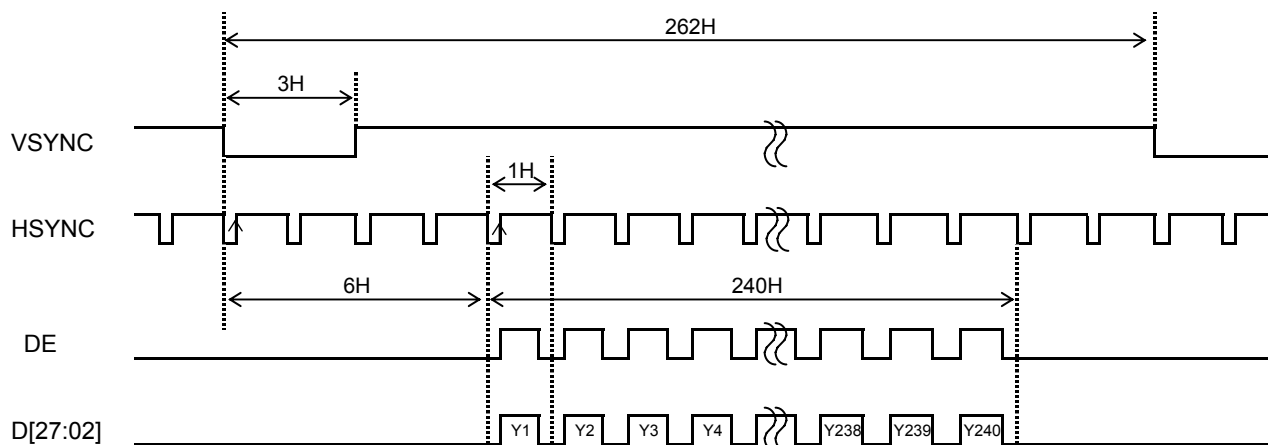 262H
3H
VSYNC
1H
HSYNC
6H
240H
DE
D[27:02]
Y1
Y2
Y3
Y4
Y238
Y239
Y240